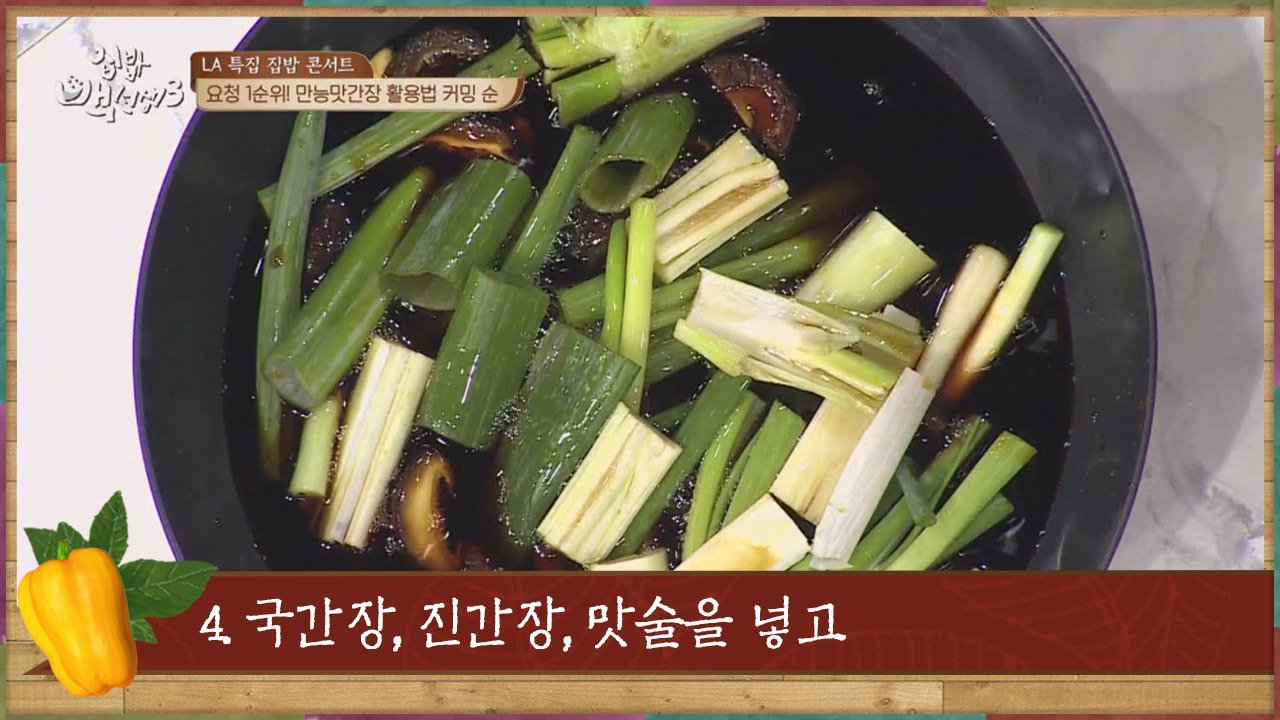 집밥
백선생3
LA 특집 집밥 콘서트
요청 1순위! 만능맛간장 활용법 커밍 순
4. 국간장, 진간장, 맛술을 넣고